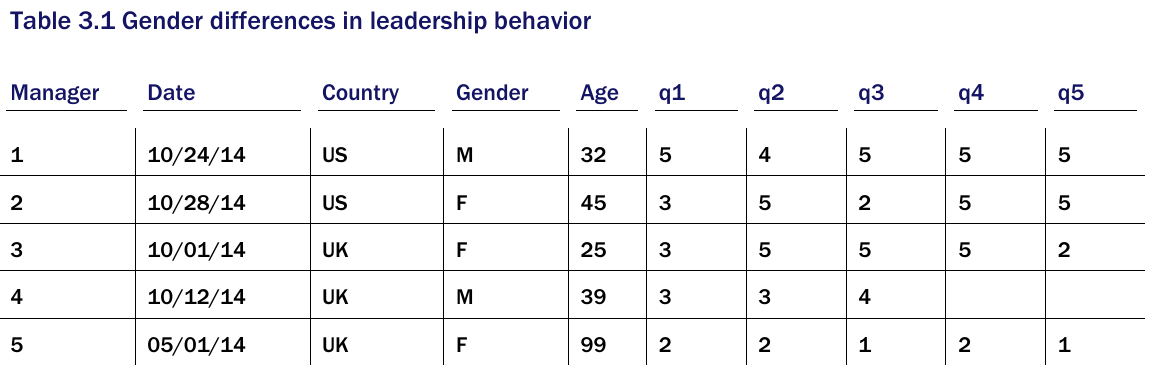 Table 3.1 Gender differences in leadership behavior
Manager Date Country Gender Age q1 q2 q3 q4 q5
1 10/24/14 US M 32 5 4 5 5 5
2 10/28/14 US F 45 3 5 2 5 5
3 10/01/14 UK F 25 3 5 5 5 2
4 10/12/14 UK M 39 3 3 4
5 05/01/14 UK F 99 2 2 1 2 1